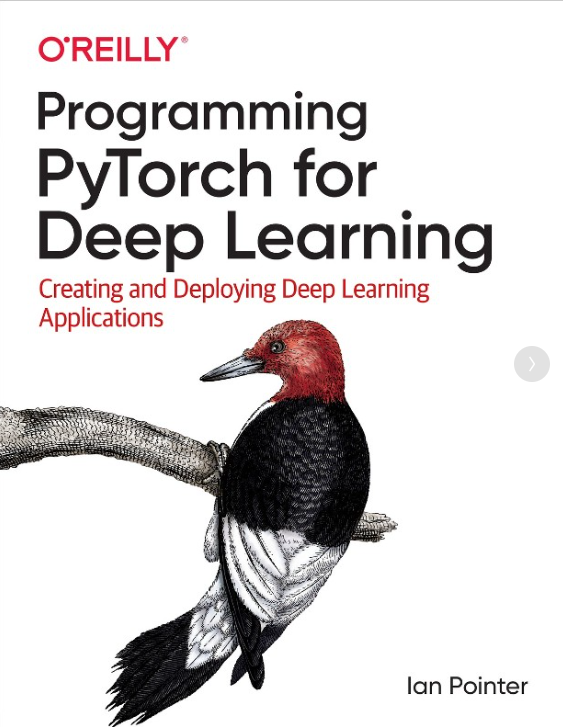 O'REILLY®
Programming
PyTorch for
Deep Learning
Creating and Deploying Deep Learning
Applications
Ian Pointer